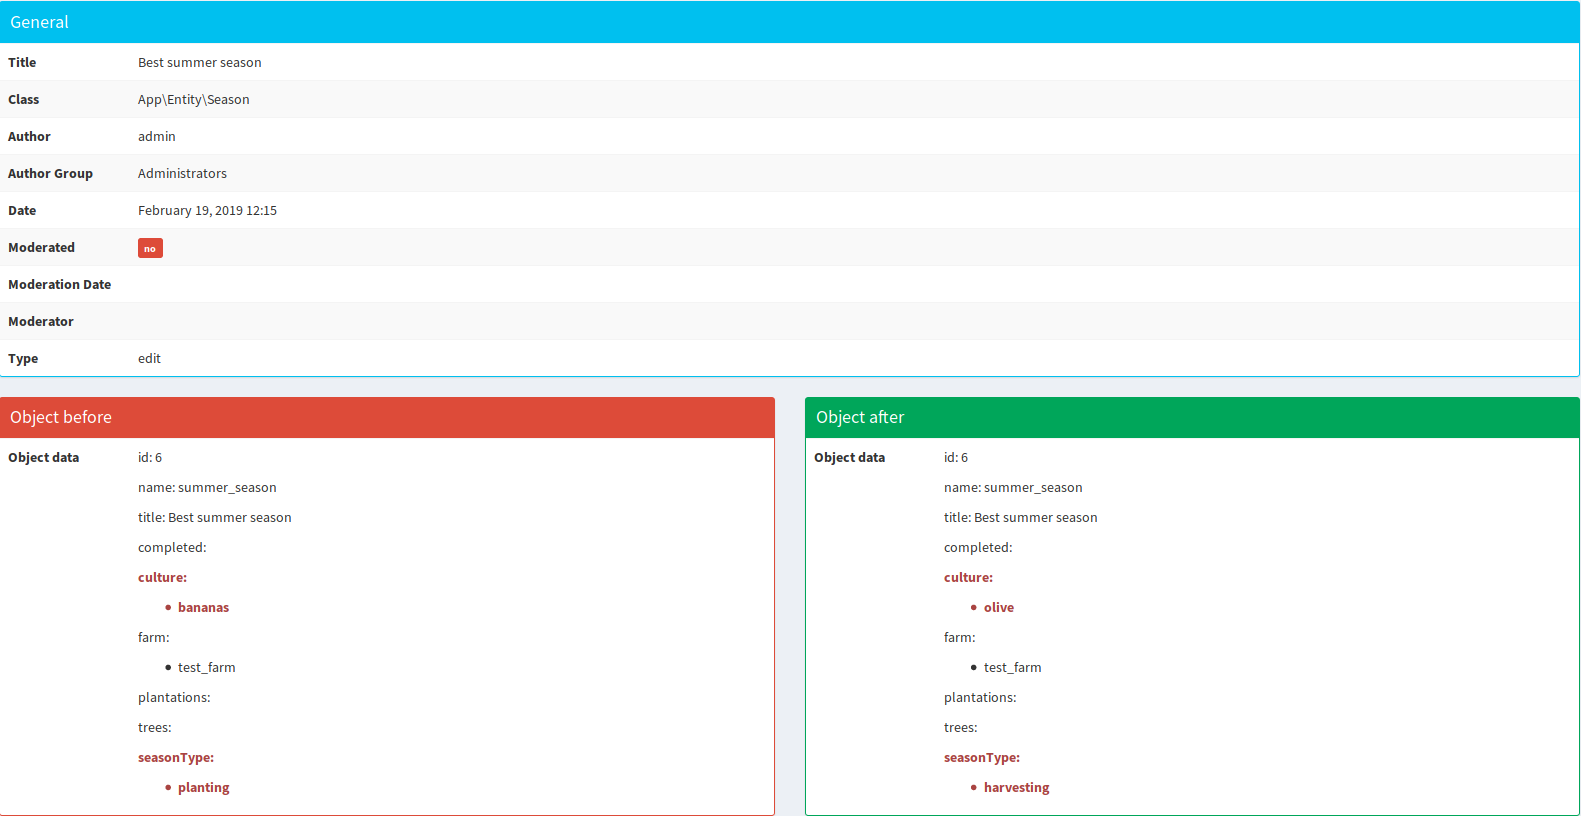 General
Title Best summer season
Class App\Entity\Season
Author admin
Author Group Administrators
Date February 19, 2019 12:15
Moderated no
Moderation Date
Moderator
Type edit
Object before
Object data id: 6
name: summer_season
title: Best summer season
completed:
culture:
• bananas
farm:
• test_farm
plantations:
trees:
seasonType:
• planting
Object after
Object data id: 6
name: summer_season
title: Best summer season
completed:
culture:
• olive
farm:
• test_farm
plantations:
trees:
seasonType:
• harvesting